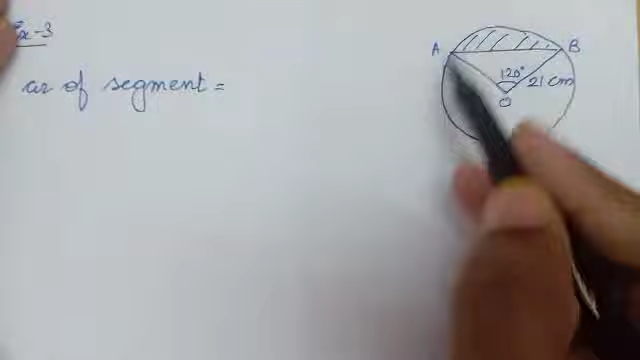 Ex-3
ar of segment =
A
B
120°
21 cm
O